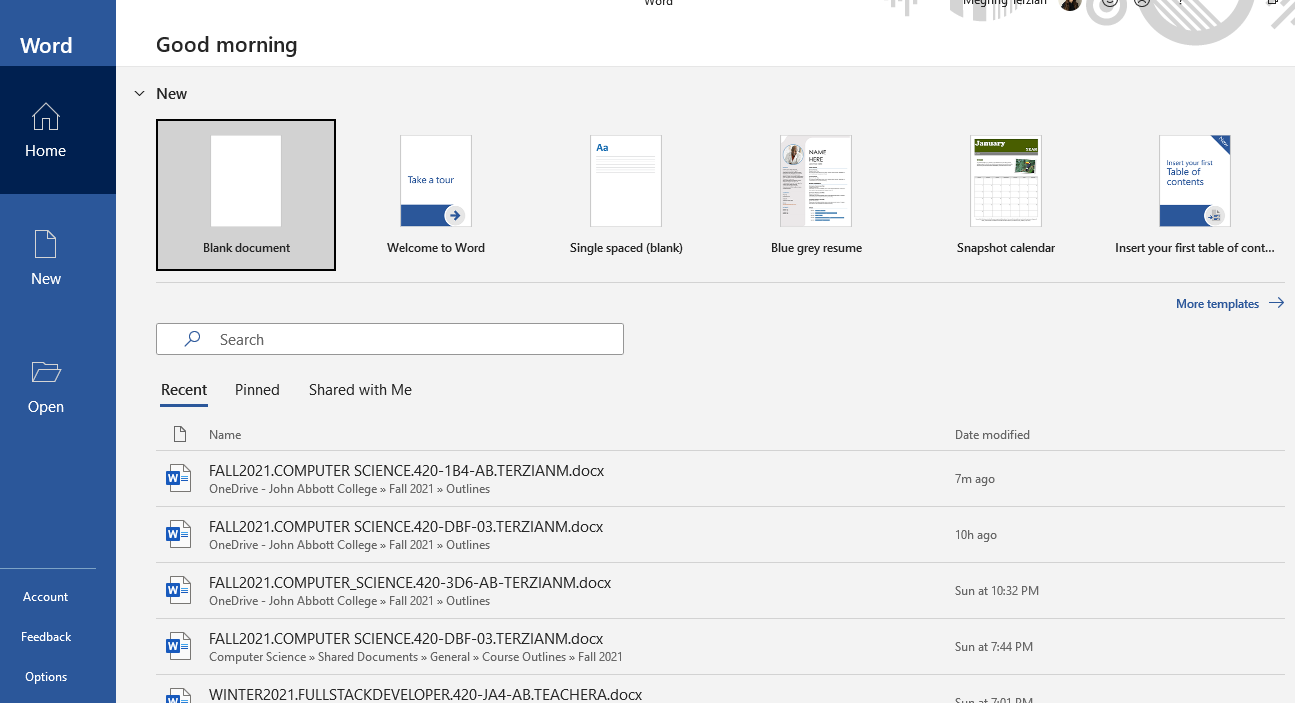 Word
Word
Good morning
New
Home
New
Open
Account
Feedback
Options
Take a tour
Aa
NAME
HERE
January
YEAR
Insert your first
Table of
contents
Blank document
Welcome to Word
Single spaced (blank)
Blue grey resume
Snapshot calendar
Insert your first table of cont...
More templates
Search
Recent Pinned Shared with Me
Name Date modified
FALL2021.COMPUTER SCIENCE.420-1B4-AB.TERZIANM.docx
OneDrive - John Abbott College » Fall 2021 » Outlines
7m ago
FALL2021.COMPUTER SCIENCE.420-DBF-03.TERZIANM.docx
OneDrive - John Abbott College » Fall 2021 » Outlines
10h ago
FALL2021.COMPUTER_SCIENCE.420-3D6-AB-TERZIANM.docx
OneDrive - John Abbott College » Fall 2021 » Outlines
Sun at 10:32 PM
FALL2021.COMPUTER SCIENCE.420-DBF-03.TERZIANM.docx
Computer Science » Shared Documents » General » Course Outlines » Fall 2021
Sun at 7:44 PM
WINTER2021.FULLSTACKDEVELOPER.420-JA4-AB.TEACHERA.docx
Sun at 7:01 PM